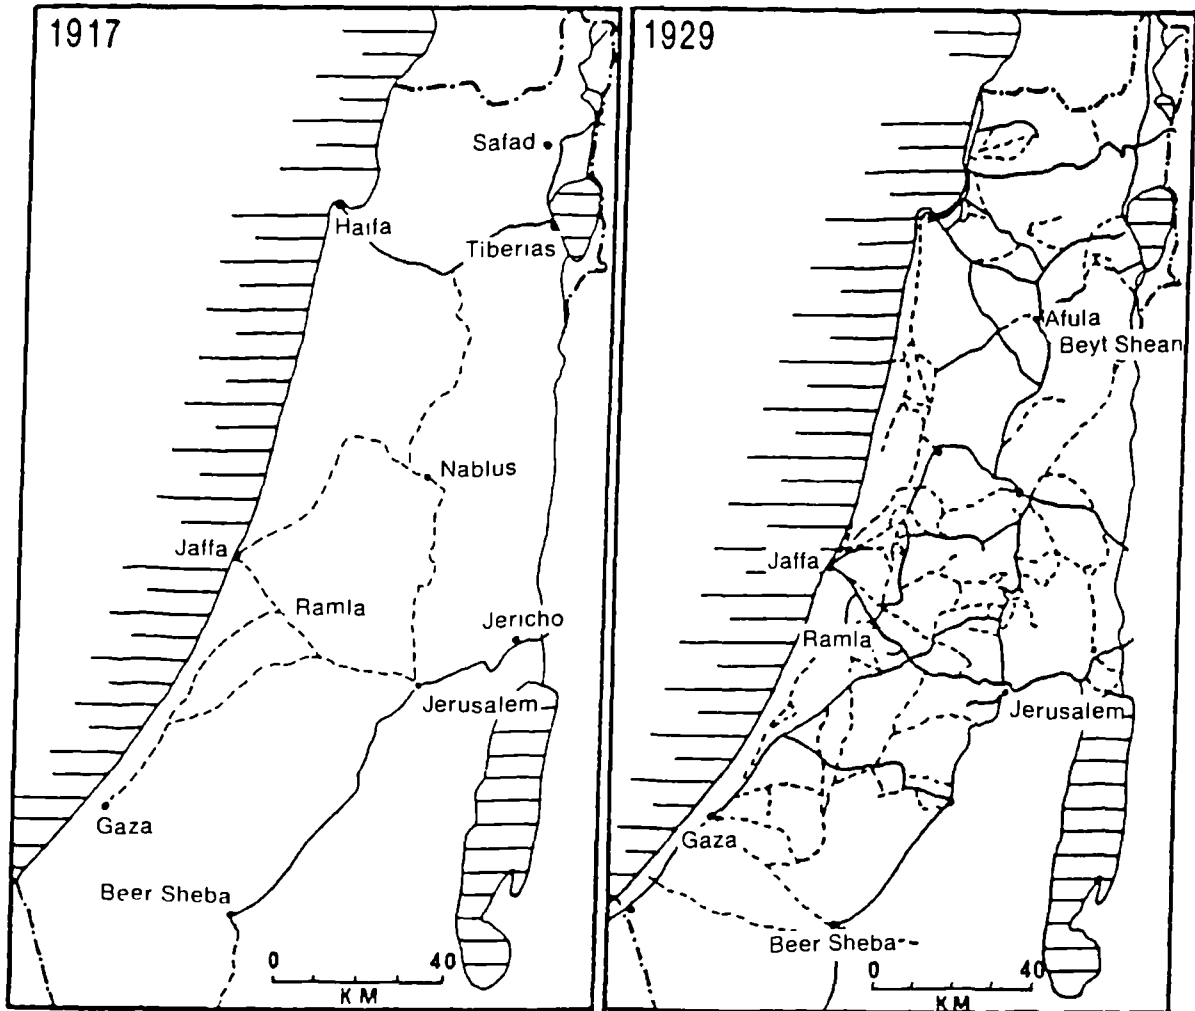 1917
Safad
Haifa
Tiberias
Nablus
Jaffa
Ramla
Jericho
Jerusalem
Gaza
Beer Sheba
0 40
KM
1929
Afula
Beyt Shean
Jaffa
Ramla
Jerusalem
Gaza
Beer Sheba
0 40
KM